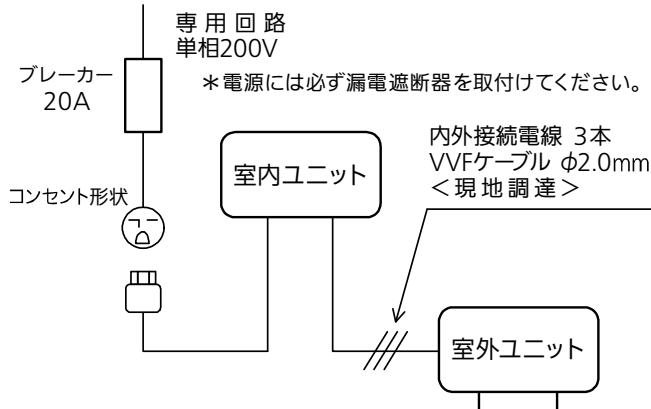 専用回路
単相200V
ブレーカー
20A
＊電源には必ず漏電遮断器を取付けてください。
内外接続電線 3本
VVFケーブル φ2.0mm
＜現地調達＞
室内ユニット
コンセント形状
室外ユニット